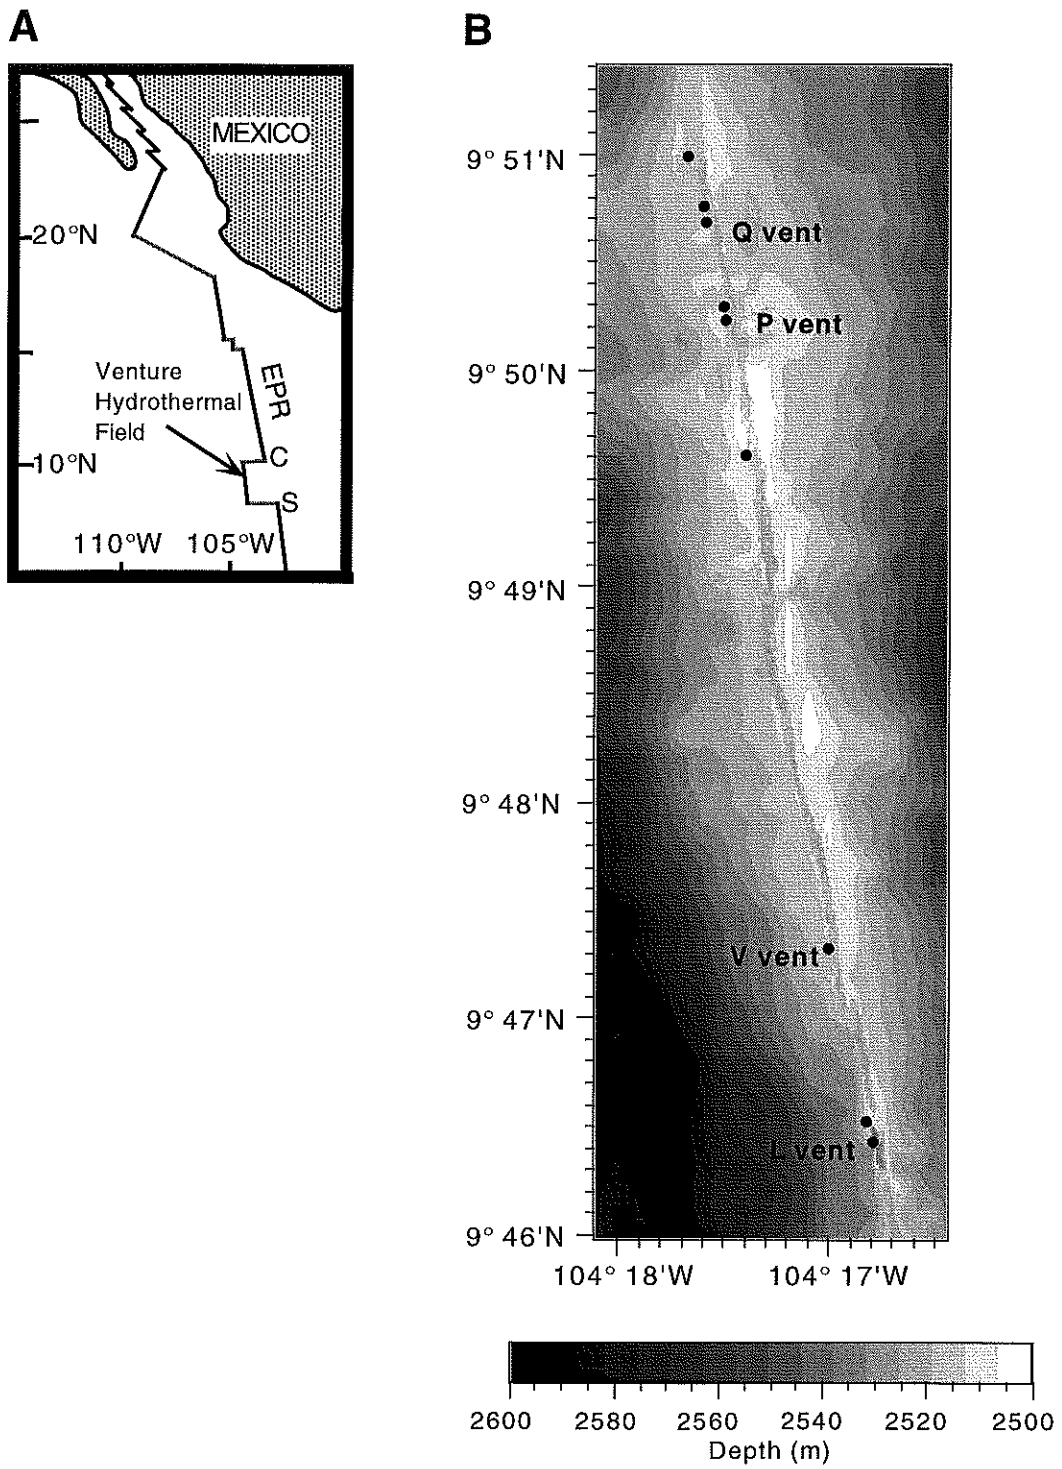 A
MEXICO
20°N
Venture
Hydrothermal
Field
EPR
C
10°N
S
110°W 105°W
B
9° 51'N
Q vent
P vent
9° 50'N
9° 49'N
9° 48'N
V vent
9° 47'N
L vent
9° 46'N
104° 18'W 104° 17'W
2600 2580 2560 2540 2520 2500
Depth (m)